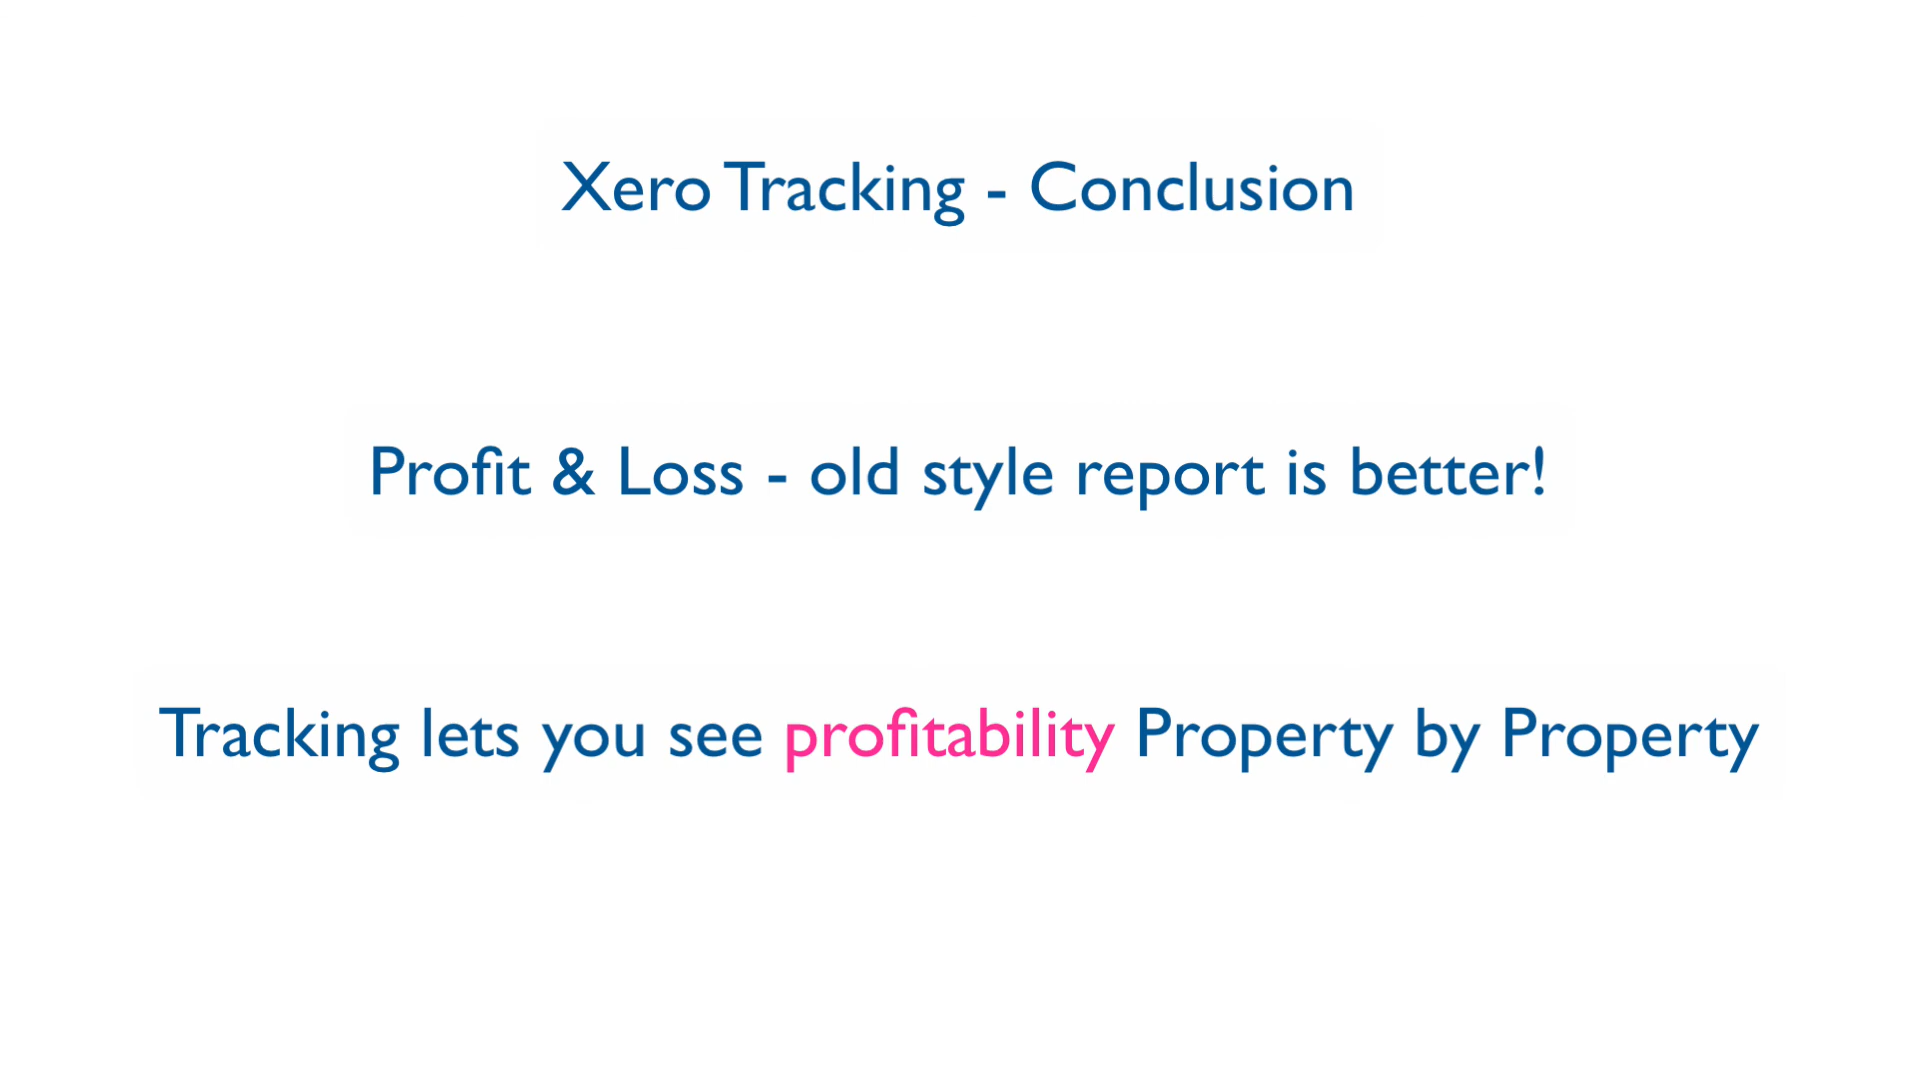 Xero Tracking - Conclusion
Profit & Loss - old style report is better!
Tracking lets you see profitability Property by Property